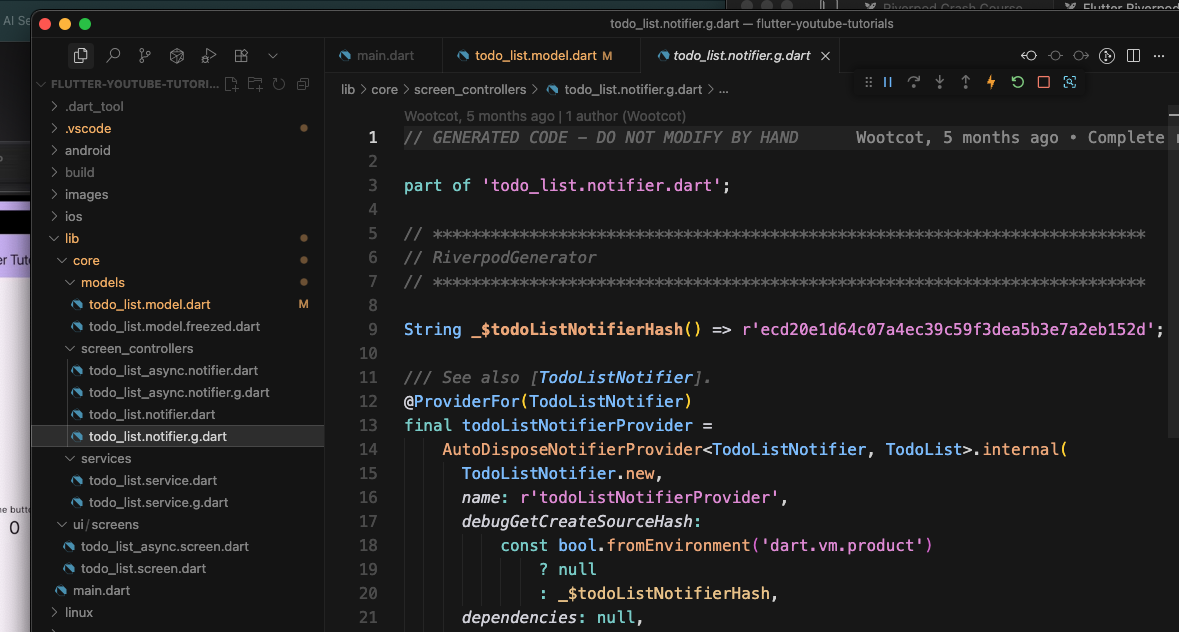 AI Se
Riverpod Crash Course
Flutter Riverpod
todo_list.notifier.g.dart — flutter-youtube-tutorials
main.dart
todo_list.model.dart M
todo_list.notifier.g.dart
FLUTTER-YOUTUBE-TUTORI...
lib > core > screen_controllers > todo_list.notifier.g.dart > ...
.dart_tool
.vscode
android
build
images
ios
lib
core
models
todo_list.model.dart M
todo_list.model.freezed.dart
screen_controllers
todo_list_async.notifier.dart
todo_list_async.notifier.g.dart
todo_list.notifier.dart
todo_list.notifier.g.dart
services
todo_list.service.dart
todo_list.service.g.dart
ui/screens
todo_list_async.screen.dart
todo_list.screen.dart
main.dart
linux
er Tut
he butt
0
Wootcot, 5 months ago | 1 author (Wootcot)
1 // GENERATED CODE - DO NOT MODIFY BY HAND Wootcot, 5 months ago • Complete
2
3 part of 'todo_list.notifier.dart';
4
5 // **************************************************************************
6 // RiverpodGenerator
7 // **************************************************************************
8
9 String _$todoListNotifierHash() => r'ecd20e1d64c07a4ec39c59f3dea5b3e7a2eb152d';
10
11 /// See also [TodoListNotifier].
12 @ProviderFor(TodoListNotifier)
13 final todoListNotifierProvider =
14 AutoDisposeNotifierProvider<TodoListNotifier, TodoList>.internal(
15 TodoListNotifier.new,
16 name: r'todoListNotifierProvider',
17 debugGetCreateSourceHash:
18 const bool.fromEnvironment('dart.vm.product')
19 ? null
20 : _$todoListNotifierHash,
21 dependencies: null,